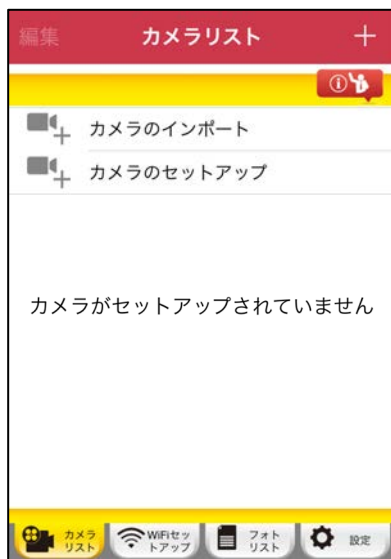 編集 カメラリスト +
カメラのインポート
カメラのセットアップ
カメラがセットアップされていません
カメラ
リスト
WiFiセッ
トアップ
フォト
リスト
設定